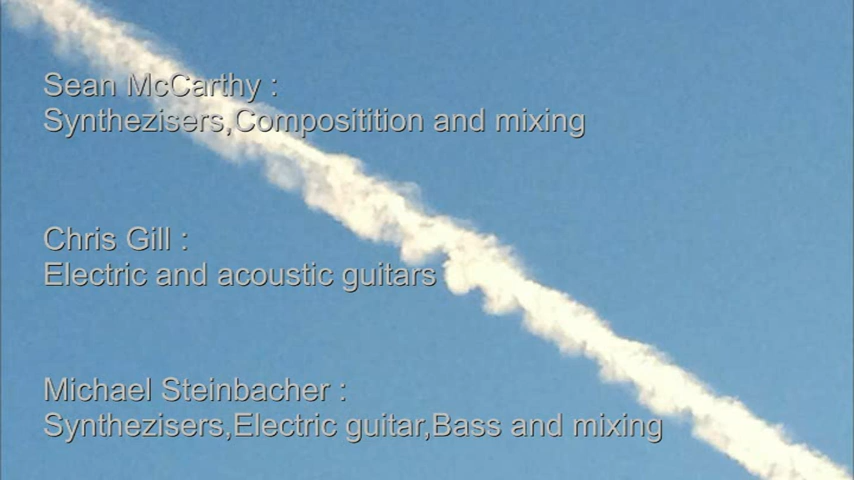 Sean McCarthy :
Synthezisers,Compositition and mixing
Chris Gill :
Electric and acoustic guitars
Michael Steinbacher :
Synthezisers,Electric guitar,Bass and mixing